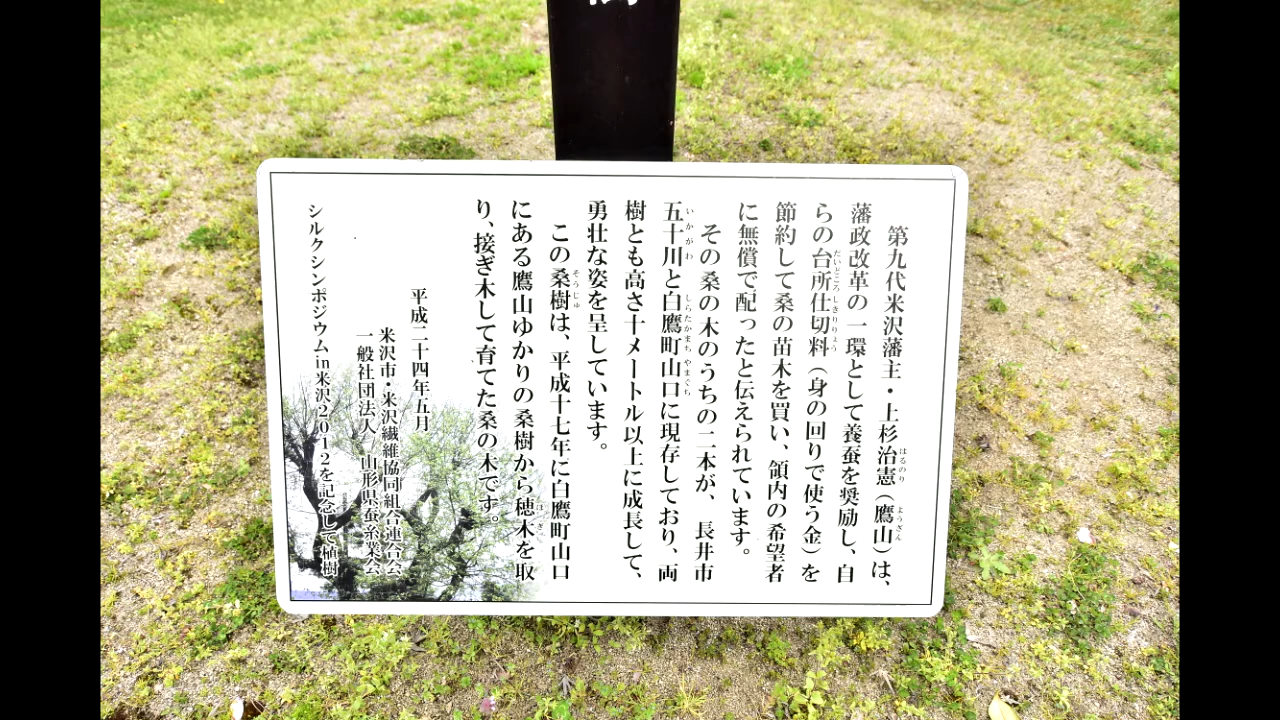 第九代米沢藩主・上杉治憲（鷹山）は、
藩政改革の一環として養蚕を奨励し、自
らの台所仕切料（身の回りで使う金）を
節約して桑の苗木を買い、領内の希望者
に無償で配ったと伝えられています。
その桑の木のうちの二本が、長井市
五十川と白鷹町山口に現存しており、両
樹とも高さ十メートル以上に成長して、
勇壮な姿を呈しています。
この桑樹は、平成十七年に白鷹町山口
にある鷹山ゆかりの桑樹から穂木を取
り、接ぎ木して育てた桑の木です。
平成二十四年五月
米沢市・米沢繊維協同組合連合会
一般社団法人 山形県蚕糸業会
シルクシンポジウムin米沢2012を記念して植樹